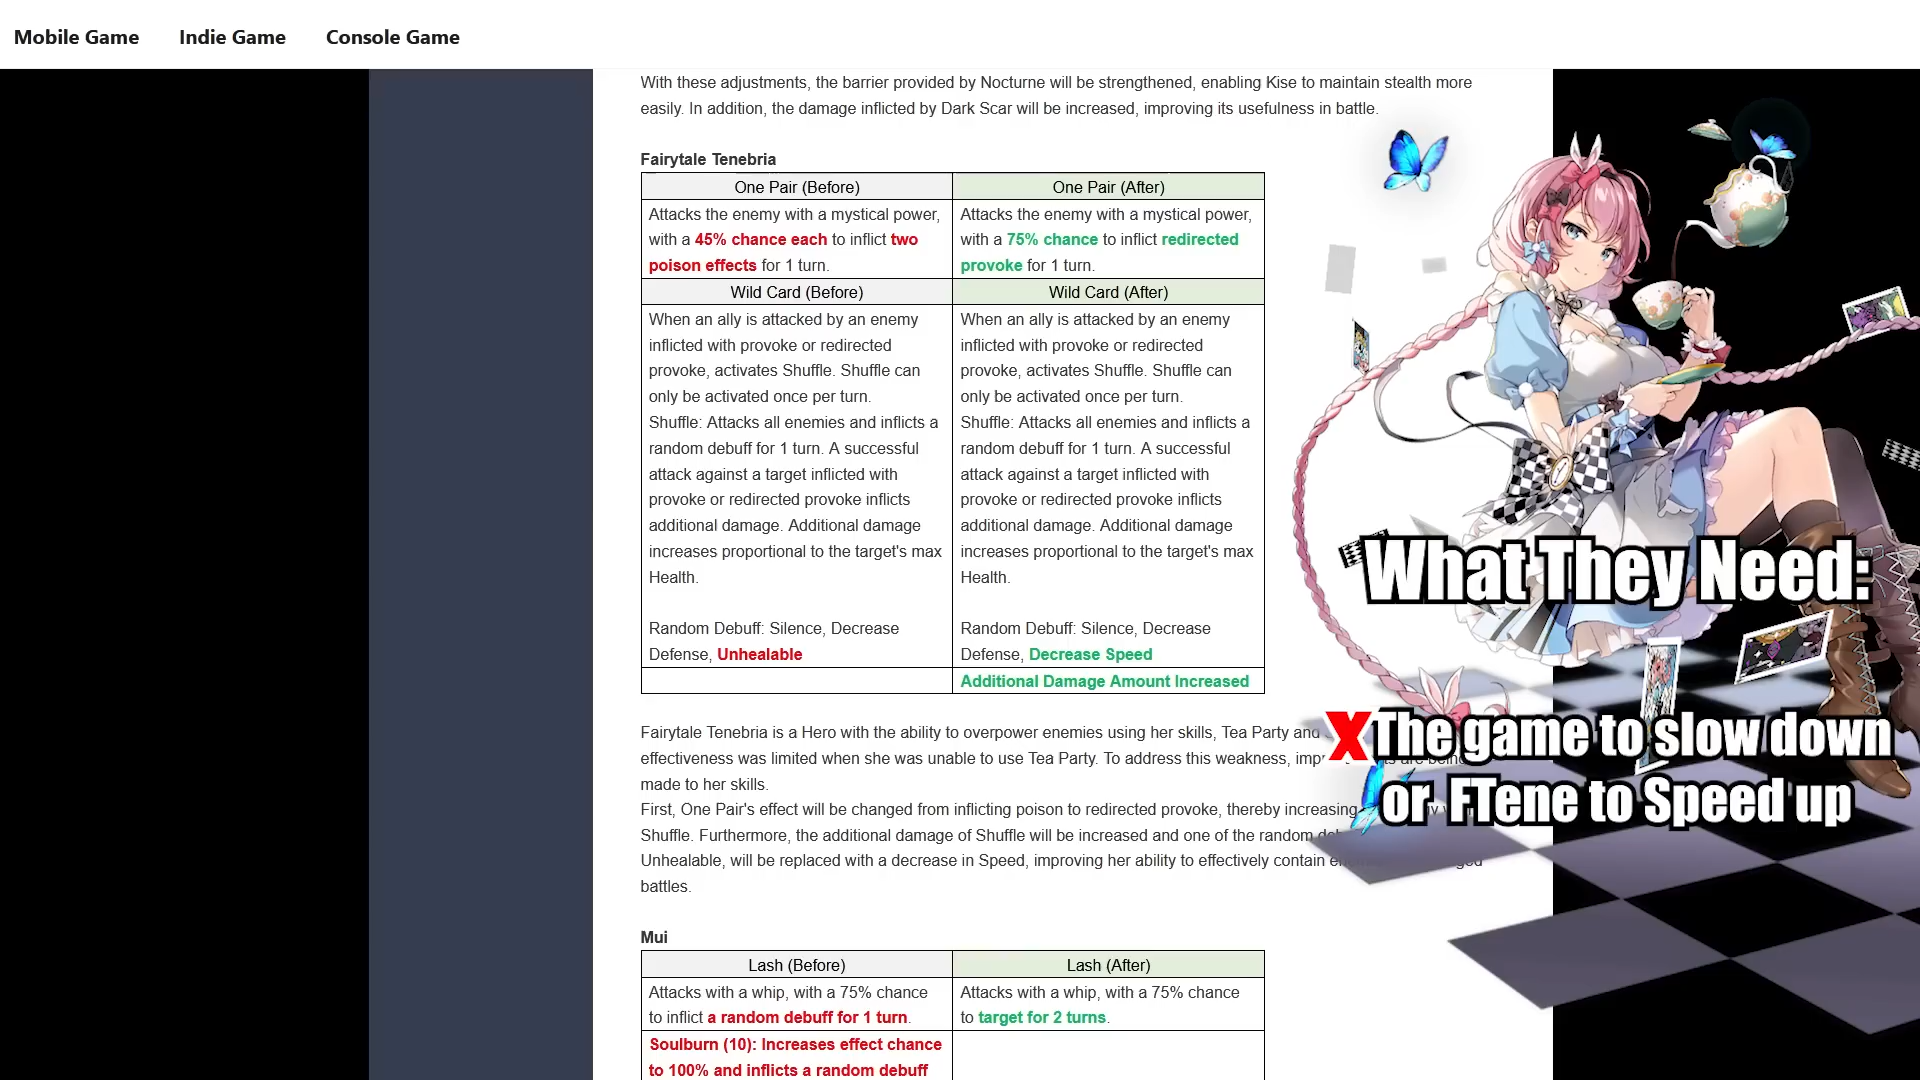 Mobile Game
Indie Game
Console Game
With these adjustments, the barrier provided by Nocturne will be strengthened, enabling Kise to maintain stealth more
easily. In addition, the damage inflicted by Dark Scar will be increased, improving its usefulness in battle.
Fairytale Tenebria
One Pair (Before)
One Pair (After)
Attacks the enemy with a mystical power,
with a 45% chance each to inflict two
poison effects for 1 turn.
Attacks the enemy with a mystical power,
with a 75% chance to inflict redirected
provoke for 1 turn.
Wild Card (Before)
Wild Card (After)
When an ally is attacked by an enemy
inflicted with provoke or redirected
provoke, activates Shuffle. Shuffle can
only be activated once per turn.
Shuffle: Attacks all enemies and inflicts a
random debuff for 1 turn. A successful
attack against a target inflicted with
provoke or redirected provoke inflicts
additional damage. Additional damage
increases proportional to the target's max
Health.
Random Debuff: Silence, Decrease
Defense, Unhealable
When an ally is attacked by an enemy
inflicted with provoke or redirected
provoke, activates Shuffle. Shuffle can
only be activated once per turn.
Shuffle: Attacks all enemies and inflicts a
random debuff for 1 turn. A successful
attack against a target inflicted with
provoke or redirected provoke inflicts
additional damage. Additional damage
increases proportional to the target's max
Health.
Random Debuff: Silence, Decrease
Defense, Decrease Speed
Additional Damage Amount Increased
Fairytale Tenebria is a Hero with the ability to overpower enemies using her skills, Tea Party and
effectiveness was limited when she was unable to use Tea Party. To address this weakness, are being
made to her skills.
First, One Pair's effect will be changed from inflicting poison to redirected provoke, thereby increasing
Shuffle. Furthermore, the additional damage of Shuffle will be increased and one of the random
Unhealable, will be replaced with a decrease in Speed, improving her ability to effectively contain
battles.
Mui
Lash (Before)
Lash (After)
Attacks with a whip, with a 75% chance
to inflict a random debuff for 1 turn.
Attacks with a whip, with a 75% chance
to target for 2 turns.
Soulburn (10): Increases effect chance
to 100% and inflicts a random debuff
What They Need:
X The game to slow down
or FTene to Speed up